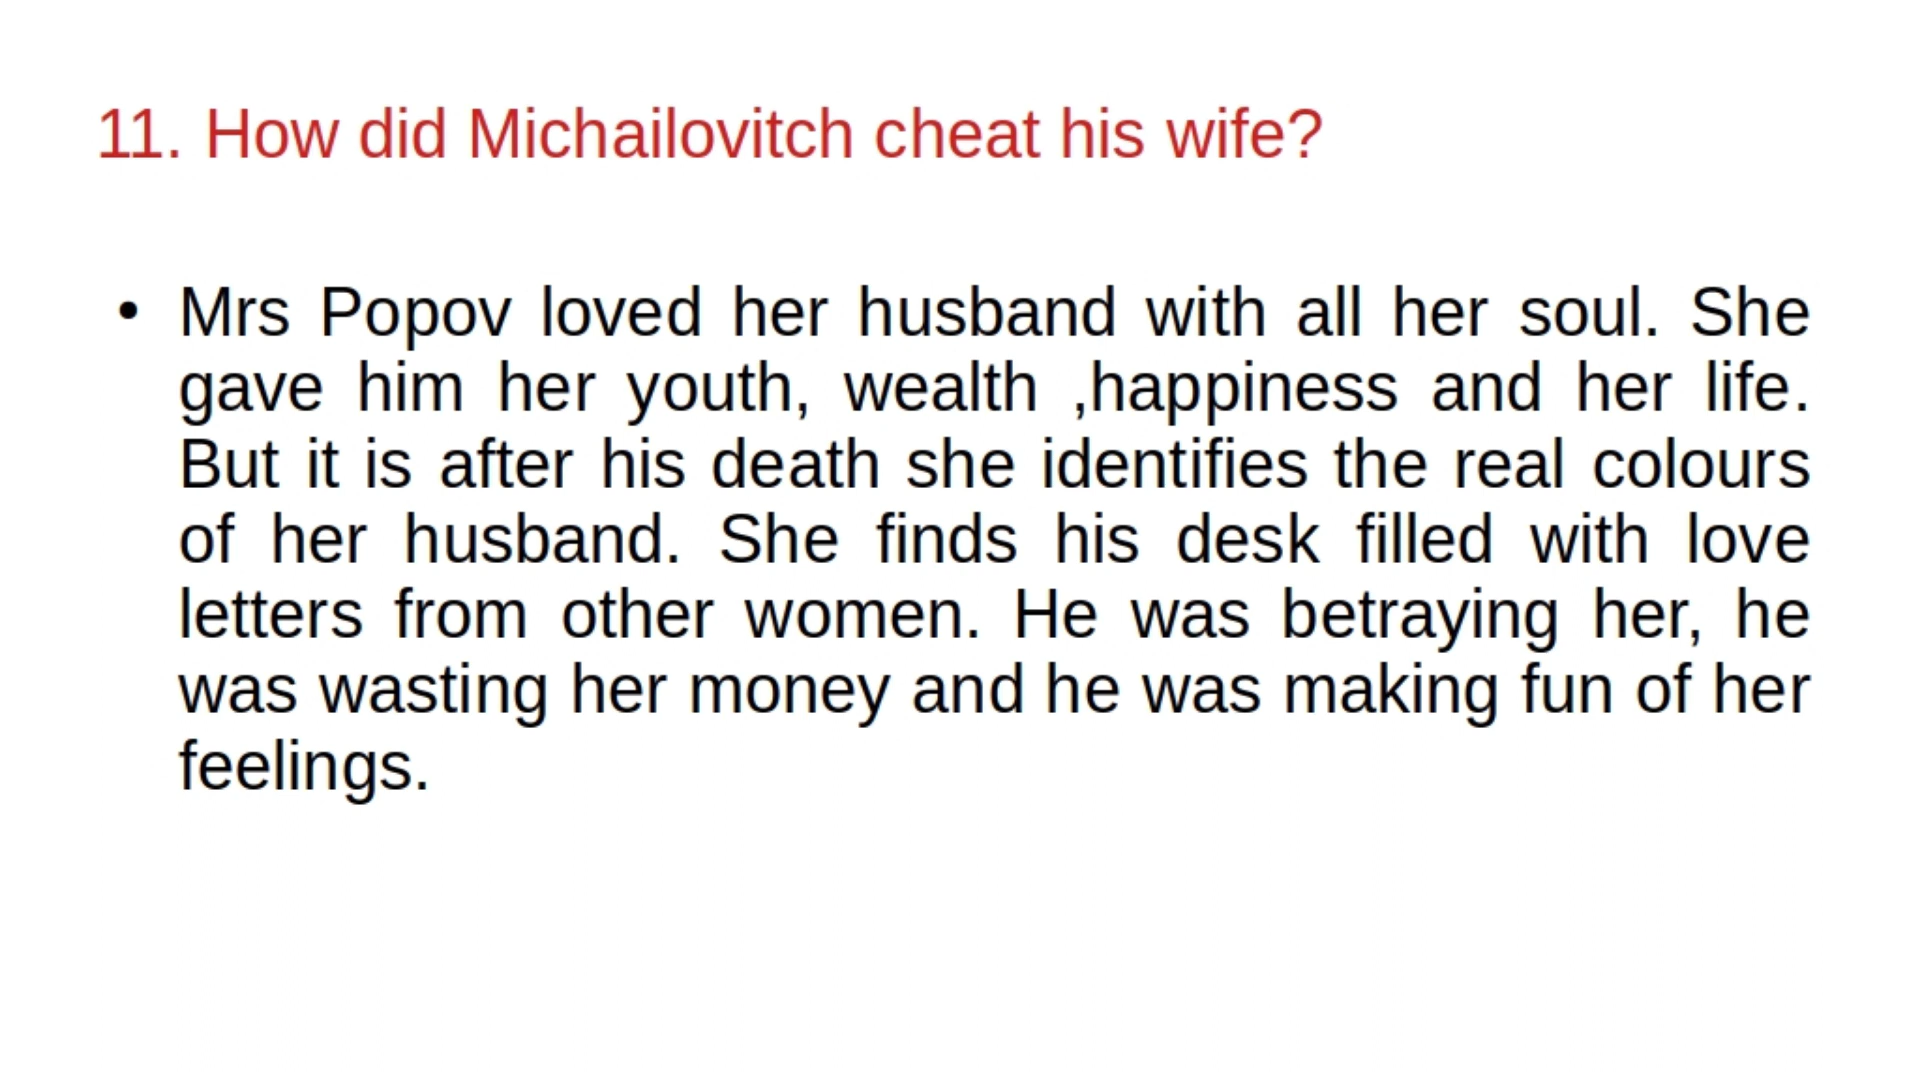 11. How did Michailovitch cheat his wife?
• Mrs Popov loved her husband with all her soul. She
gave him her youth, wealth ,happiness and her life.
But it is after his death she identifies the real colours
of her husband. She finds his desk filled with love
letters from other women. He was betraying her, he
was wasting her money and he was making fun of her
feelings.